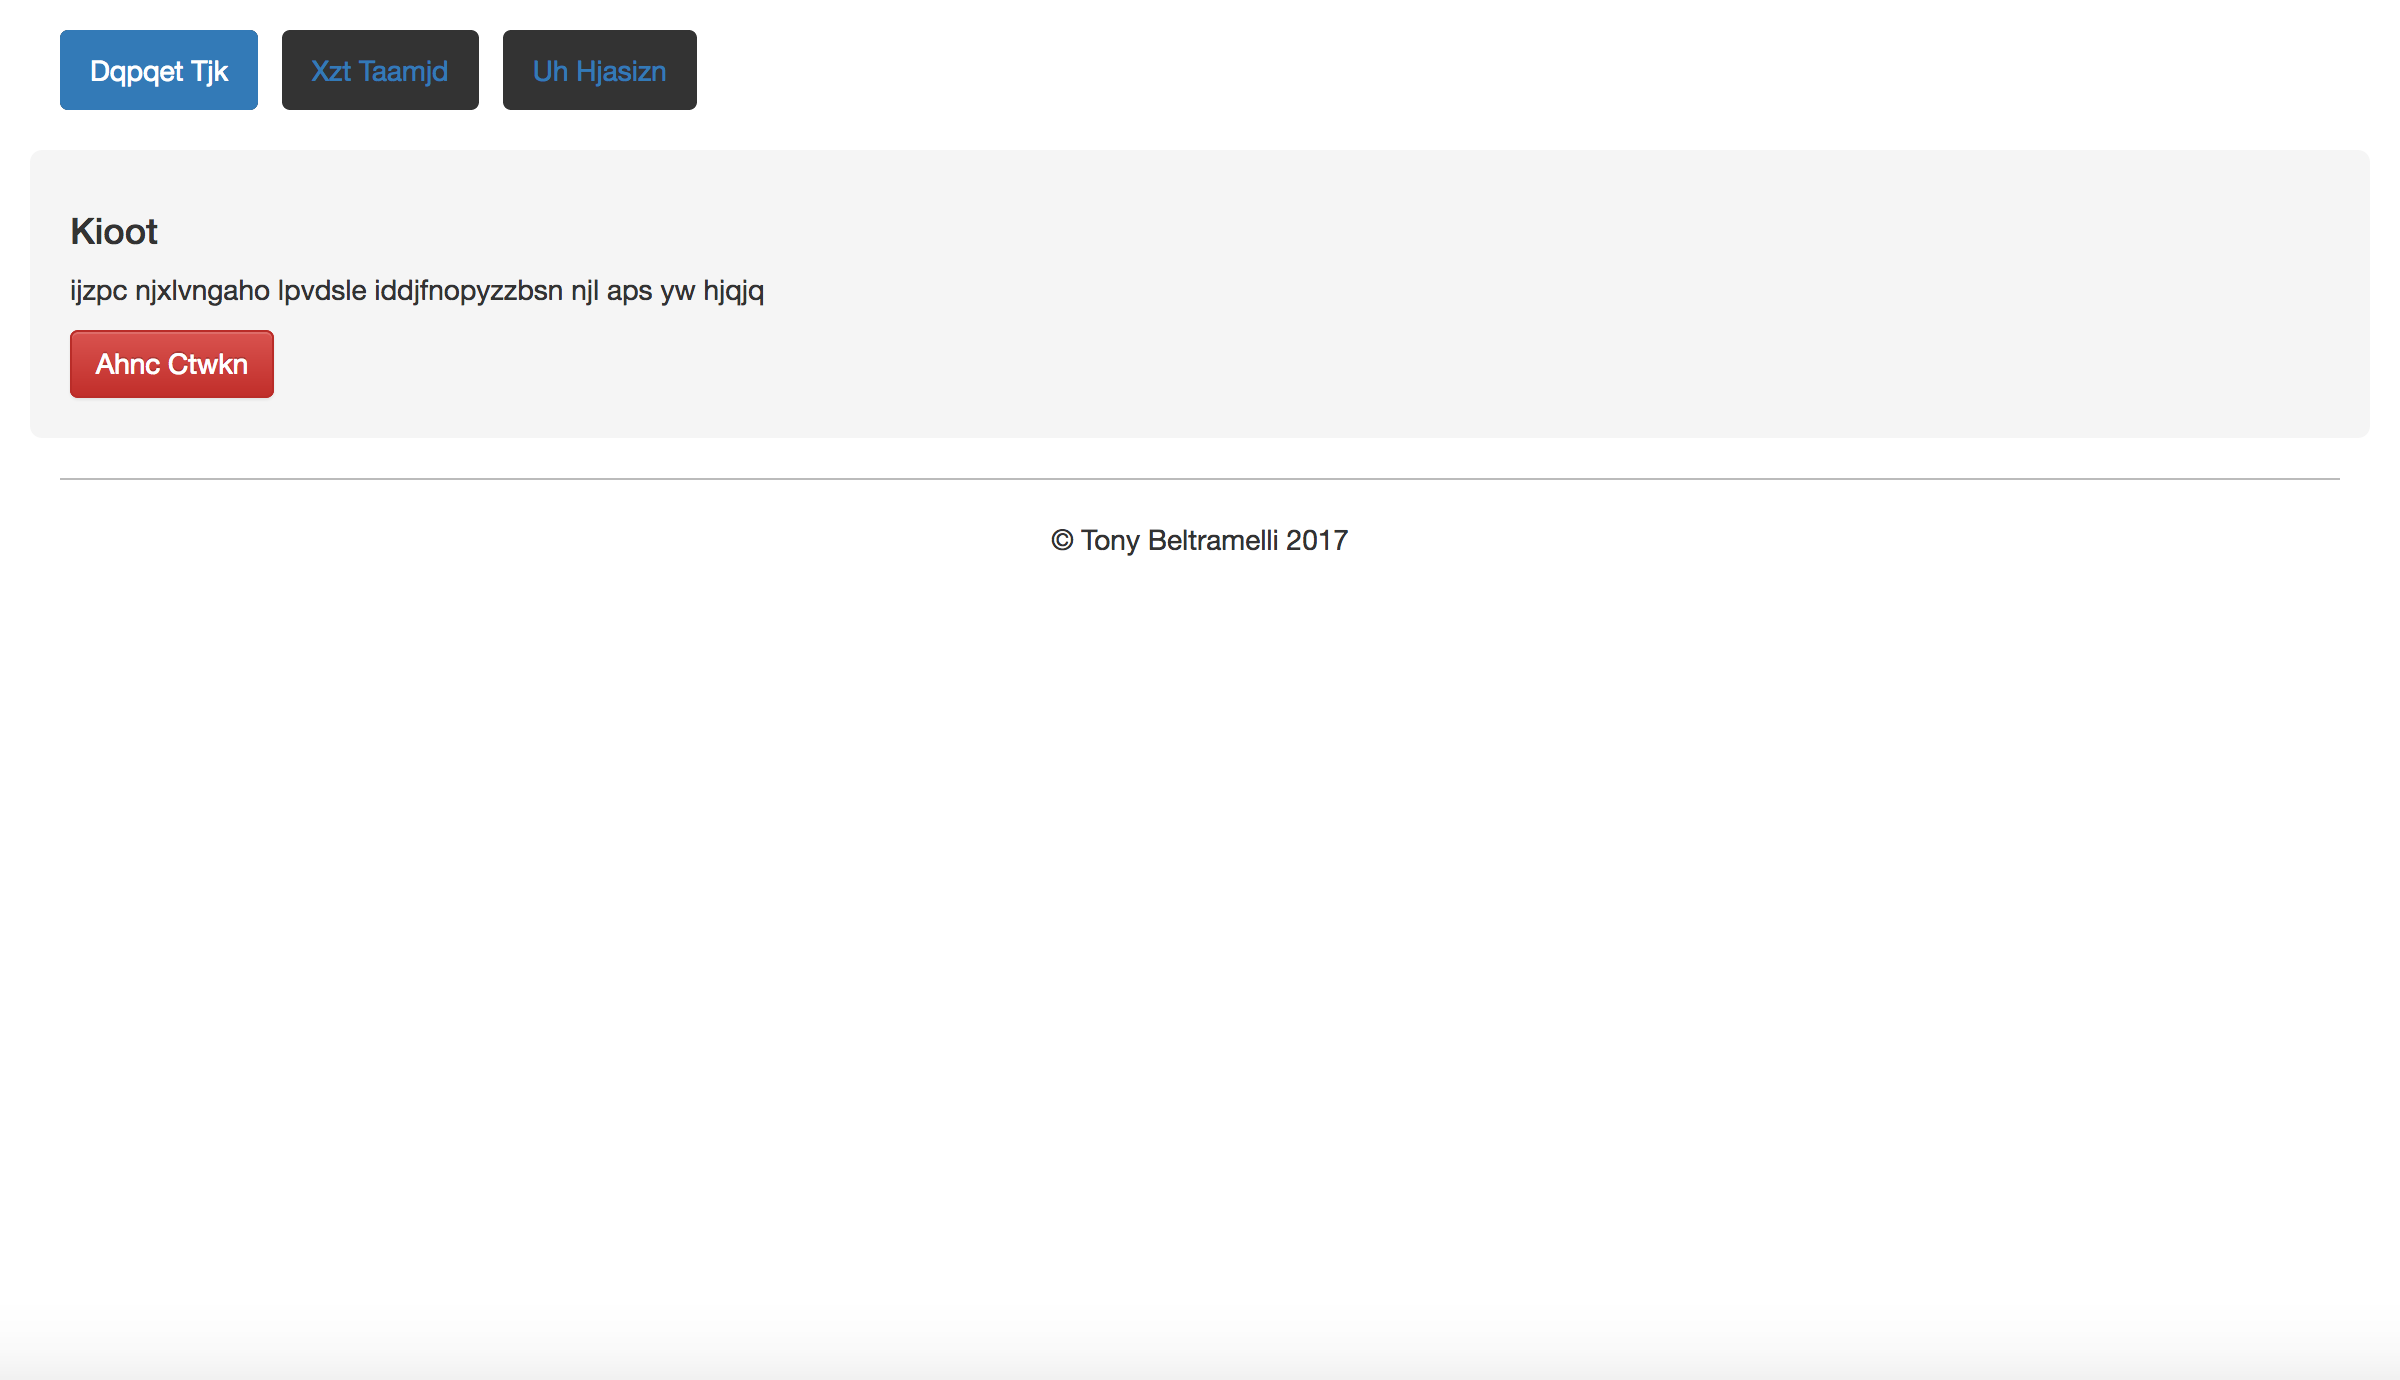 Dqpqet Tjk Xzt Taamjd Uh Hjasizn
Kioot
ijzpc njxlvngaho lpvdsle iddjfnopyzzbsn njl aps yw hjqjq
Ahnc Ctwkn
© Tony Beltramelli 2017